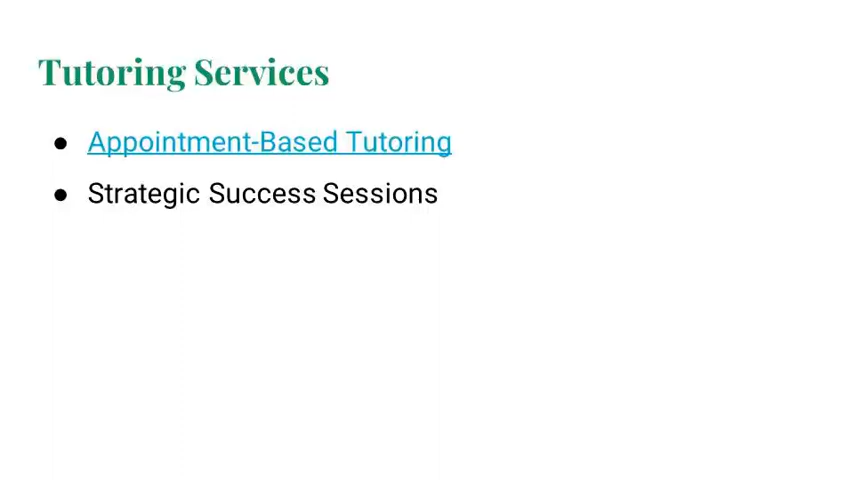 Tutoring Services
● Appointment-Based Tutoring
● Strategic Success Sessions